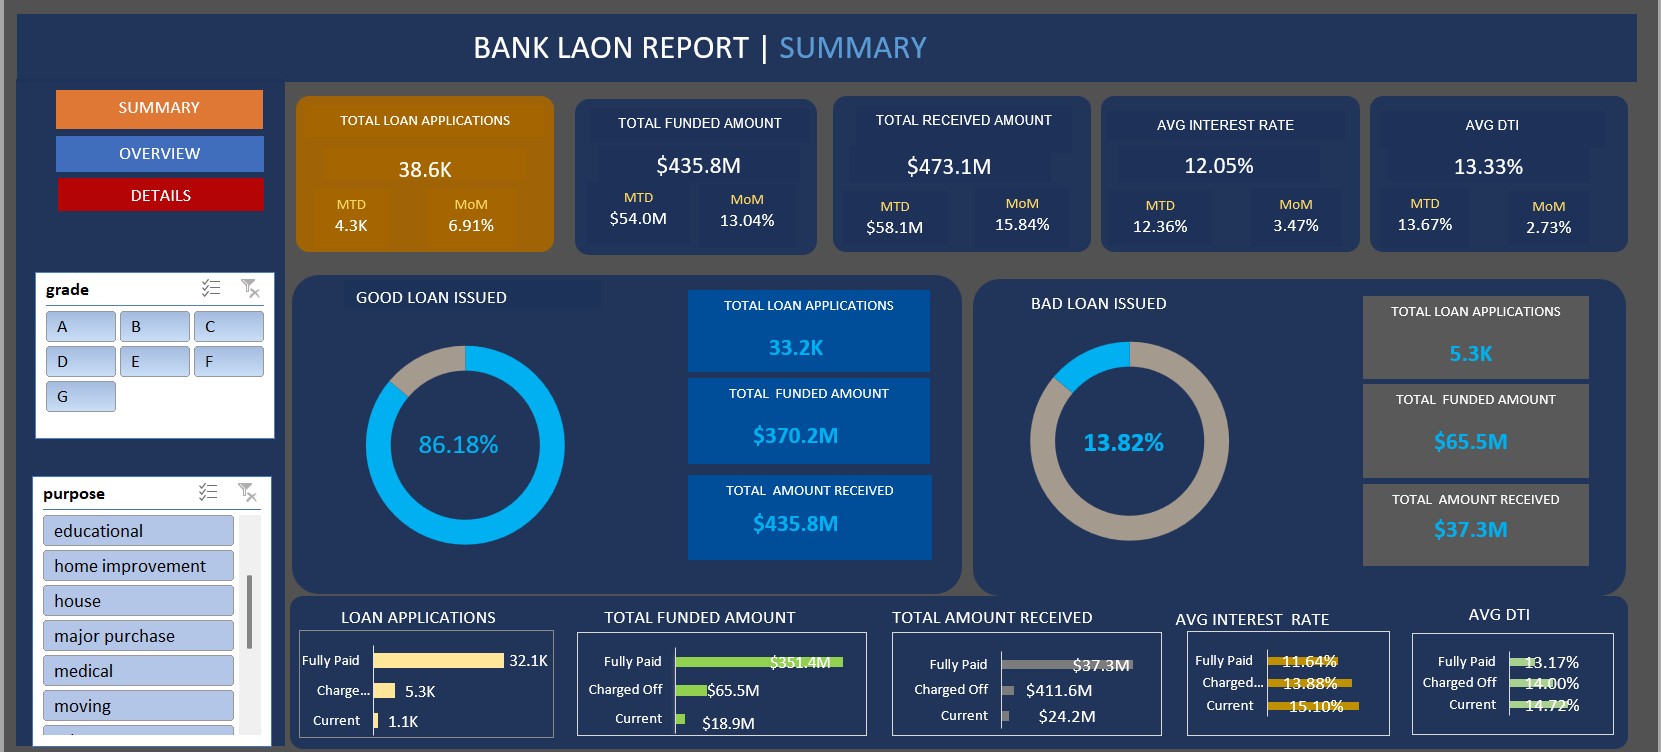 BANK LAON REPORT | SUMMARY
SUMMARY
OVERVIEW
DETAILS
grade
A B C
D E F
G
purpose
educational
home improvement
house
major purchase
medical
moving
TOTAL LOAN APPLICATIONS
38.6K
MTD MoM
4.3K 6.91%
TOTAL FUNDED AMOUNT
$435.8M
MTD MoM
$54.0M 13.04%
TOTAL RECEIVED AMOUNT
$473.1M
MTD MoM
$58.1M 15.84%
AVG INTEREST RATE
12.05%
MTD MoM
12.36% 3.47%
AVG DTI
13.33%
MTD MoM
13.67% 2.73%
GOOD LOAN ISSUED
86.18%
TOTAL LOAN APPLICATIONS
33.2K
TOTAL FUNDED AMOUNT
$370.2M
TOTAL AMOUNT RECEIVED
$435.8M
BAD LOAN ISSUED
13.82%
TOTAL LOAN APPLICATIONS
5.3K
TOTAL FUNDED AMOUNT
$65.5M
TOTAL AMOUNT RECEIVED
$37.3M
LOAN APPLICATIONS
Fully Paid 32.1K
Charge... 5.3K
Current 1.1K
TOTAL FUNDED AMOUNT
Fully Paid $351.4M
Charged Off $65.5M
Current $18.9M
TOTAL AMOUNT RECEIVED
Fully Paid $37.3M
Charged Off $411.6M
Current $24.2M
AVG INTEREST RATE
Fully Paid 11.64%
Charged... 13.88%
Current 15.10%
AVG DTI
Fully Paid 13.17%
Charged Off 14.00%
Current 14.72%